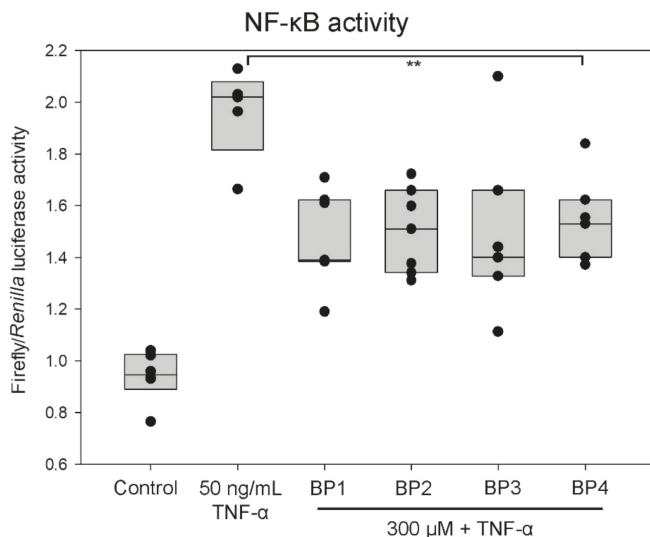 NF-κB activity
Firefly/Renilla luciferase activity
2.2
2.0
1.8
1.6
1.4
1.2
1.0
0.8
0.6
**
Control
50 ng/mL
TNF-α
BP1
BP2
BP3
BP4
300 µM + TNF-α